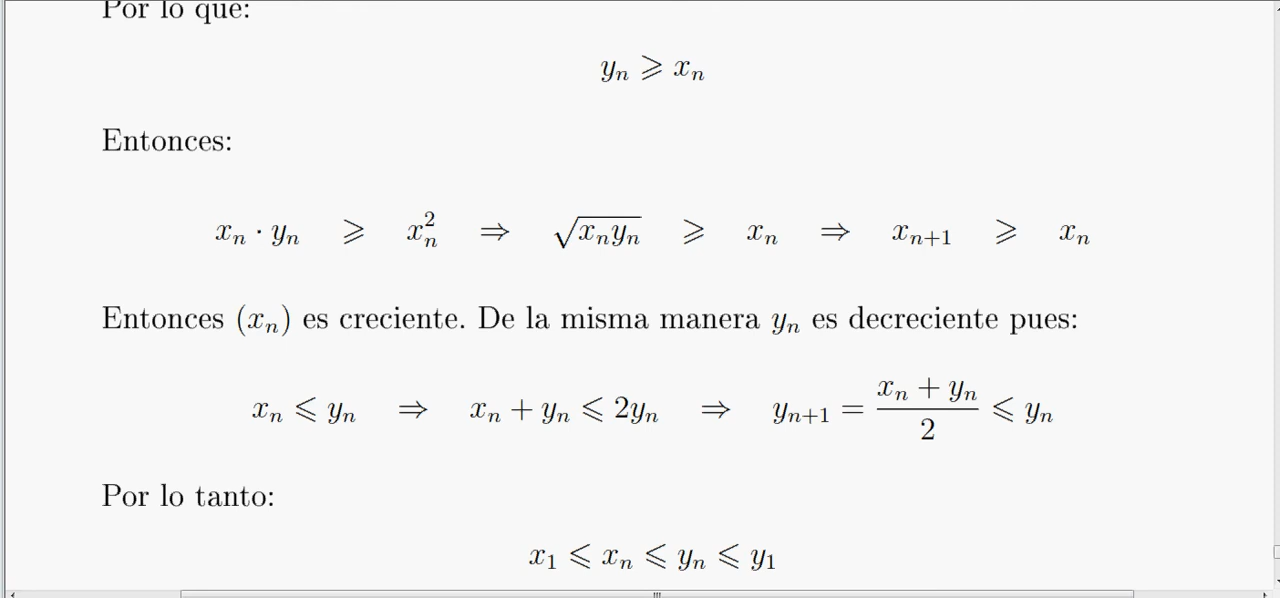 Por lo que:
yₙ ⩾ xₙ
Entonces:
xₙ · yₙ ⩾ xₙ² ⇒ √(xₙyₙ) ⩾ xₙ ⇒ xₙ₊₁ ⩾ xₙ
Entonces (xₙ) es creciente. De la misma manera yₙ es decreciente pues:
xₙ ⩽ yₙ ⇒ xₙ + yₙ ⩽ 2yₙ ⇒ yₙ₊₁ = (xₙ + yₙ)/2 ⩽ yₙ
Por lo tanto:
x₁ ⩽ xₙ ⩽ yₙ ⩽ y₁